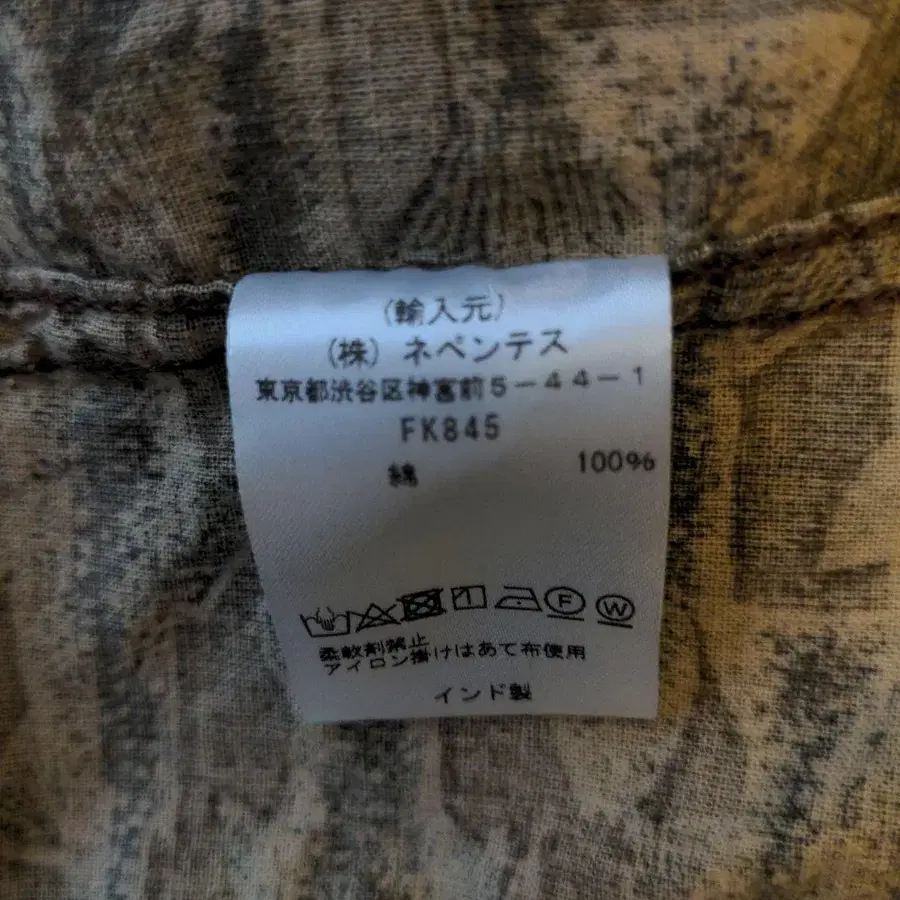 (輸入元)
(株) ネペンテス
東京都渋谷区神宮前5-44-1
FK845
綿 100%
F W
柔軟剤禁止
アイロン掛けはあて布使用
インド製